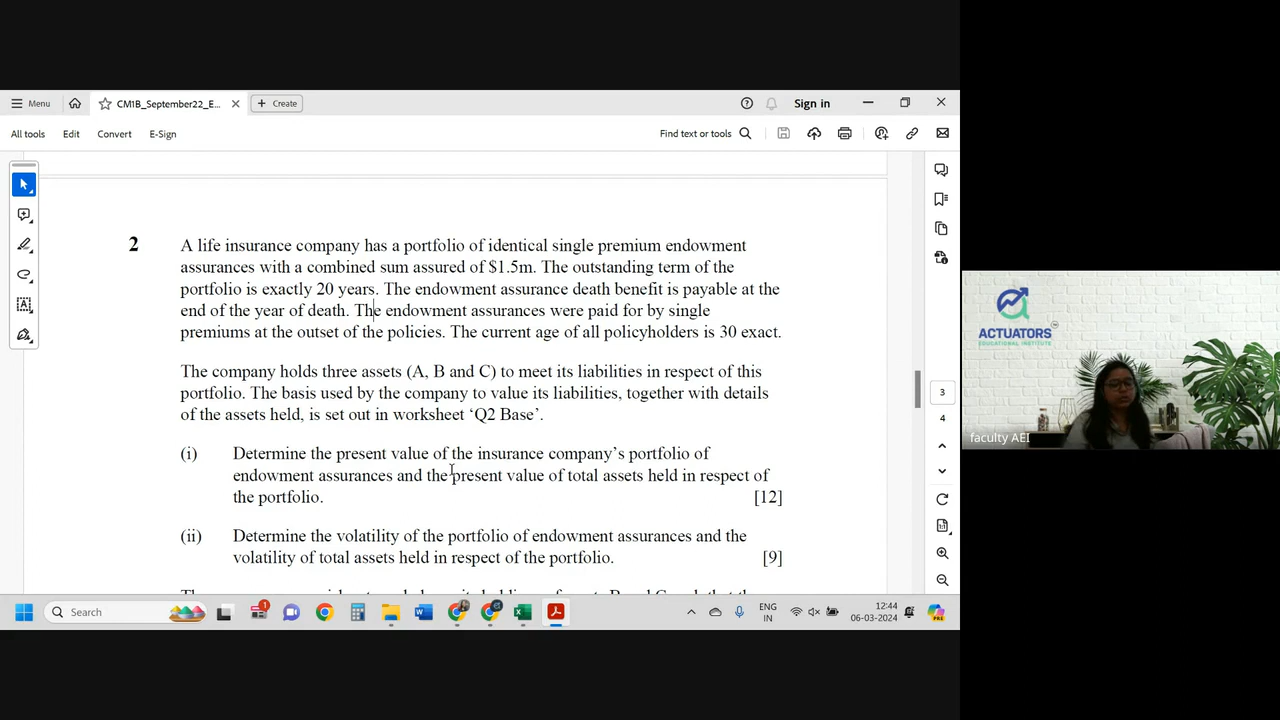 Menu
CM1B_September22_E...
Create
Sign in
All tools
Edit
Convert
E-Sign
Find text or tools
2
A life insurance company has a portfolio of identical single premium endowment
assurances with a combined sum assured of $1.5m. The outstanding term of the
portfolio is exactly 20 years. The endowment assurance death benefit is payable at the
end of the year of death. The endowment assurances were paid for by single
premiums at the outset of the policies. The current age of all policyholders is 30 exact.
The company holds three assets (A, B and C) to meet its liabilities in respect of this
portfolio. The basis used by the company to value its liabilities, together with details
of the assets held, is set out in worksheet ‘Q2 Base’.
(i) Determine the present value of the insurance company’s portfolio of
endowment assurances and the present value of total assets held in respect of
the portfolio. [12]
(ii) Determine the volatility of the portfolio of endowment assurances and the
volatility of total assets held in respect of the portfolio. [9]
3
4
ACTUATORS
EDUCATIONAL INSTITUTE
faculty AEI
Search
1
ENG
IN
12:44
06-03-2024